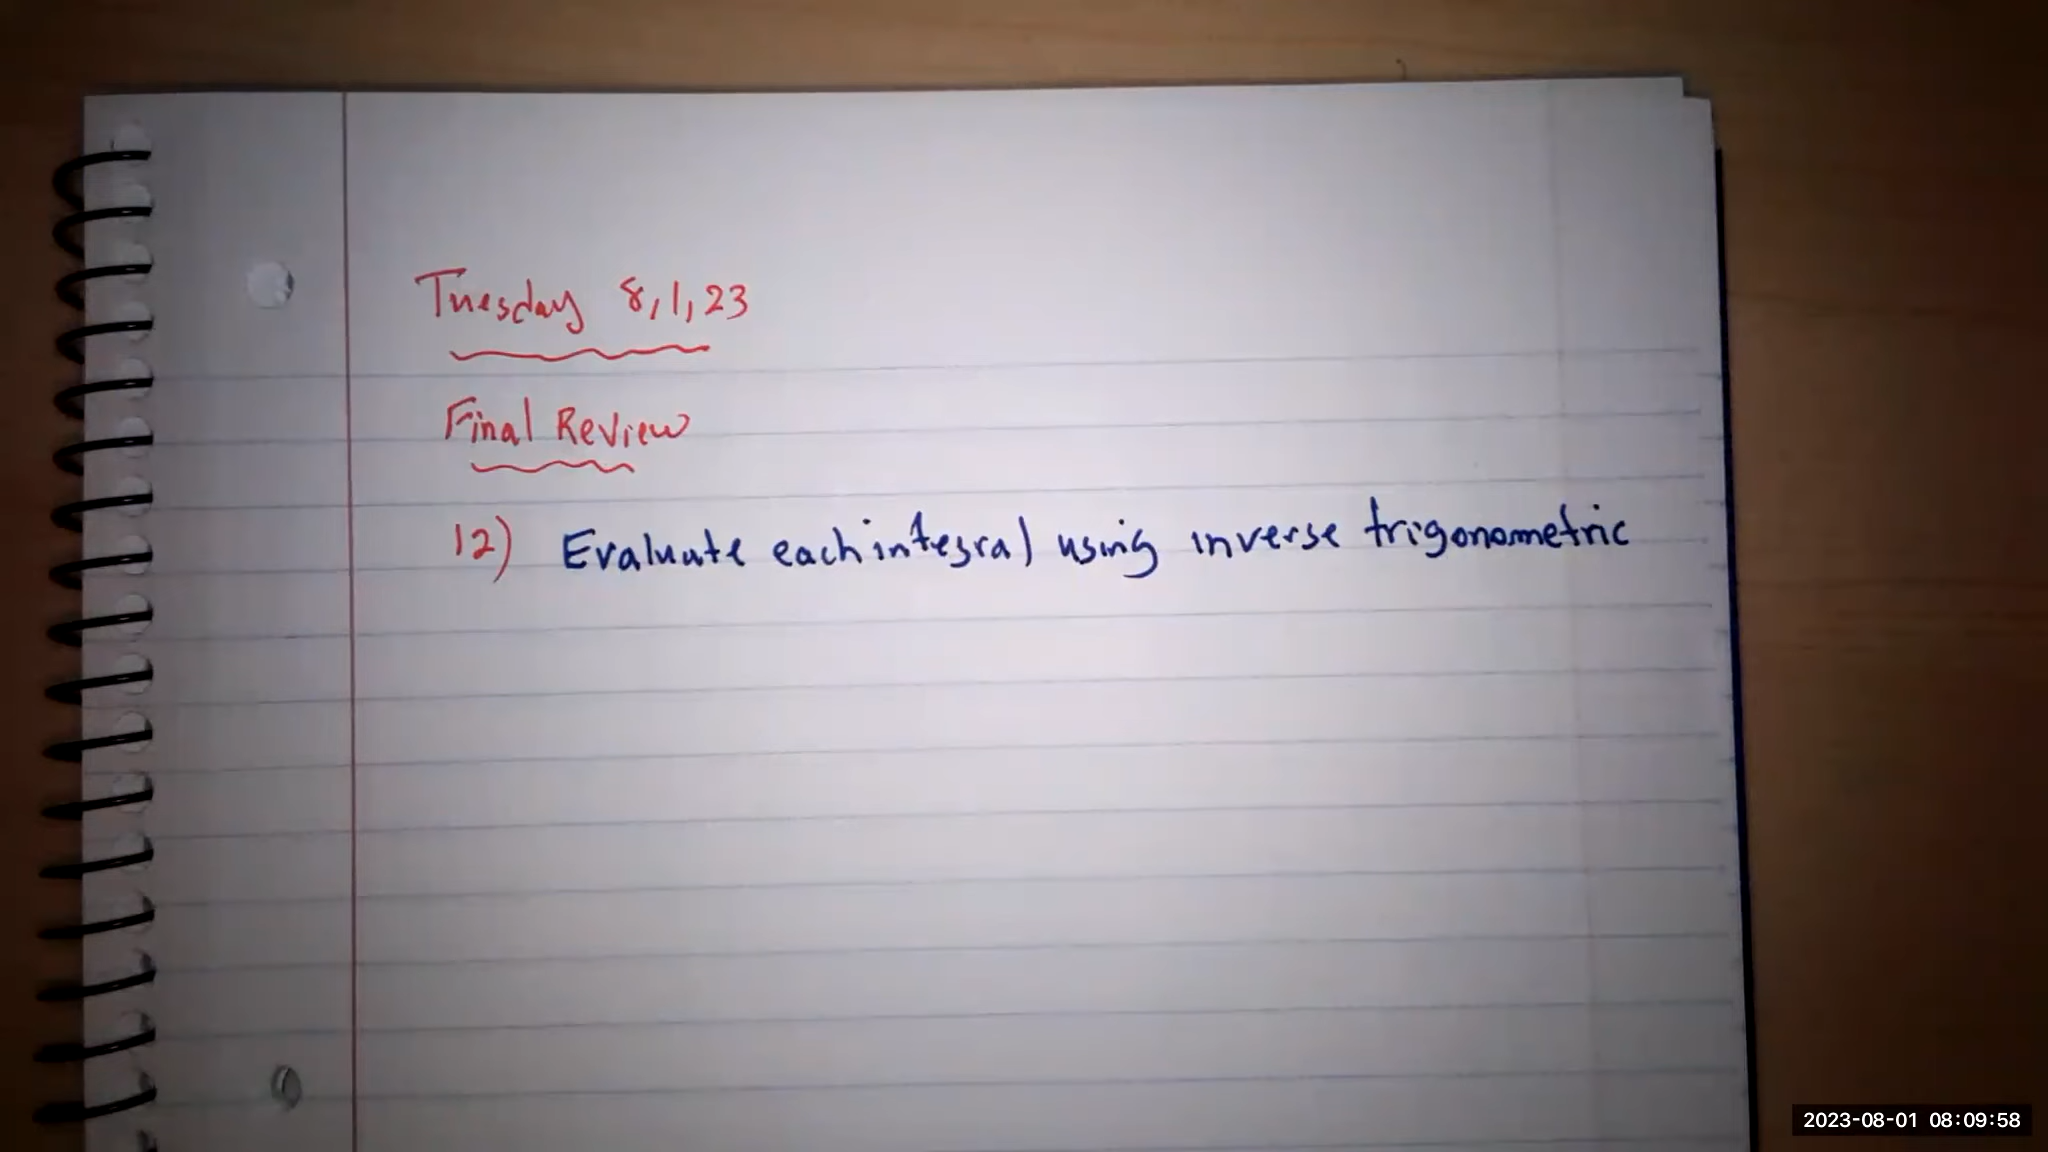 Tuesday 8,1,23
Final Review
12) Evaluate each integral using inverse trigonometric
2023-08-01 08:09:58